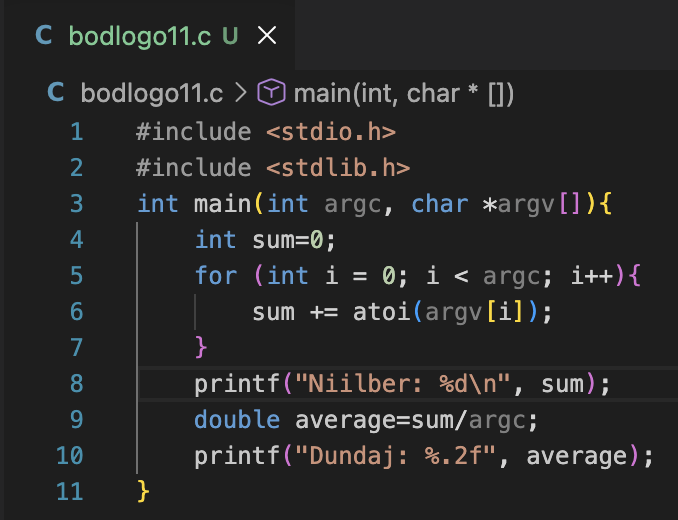 C bodlogo11.c U ×
C bodlogo11.c > main(int, char * [])
1 #include <stdio.h>
2 #include <stdlib.h>
3 int main(int argc, char *argv[]){
4     int sum=0;
5     for (int i = 0; i < argc; i++){
6         sum += atoi(argv[i]);
7     }
8     printf("Niilber: %d\n", sum);
9     double average=sum/argc;
10     printf("Dundaj: %.2f", average);
11 }